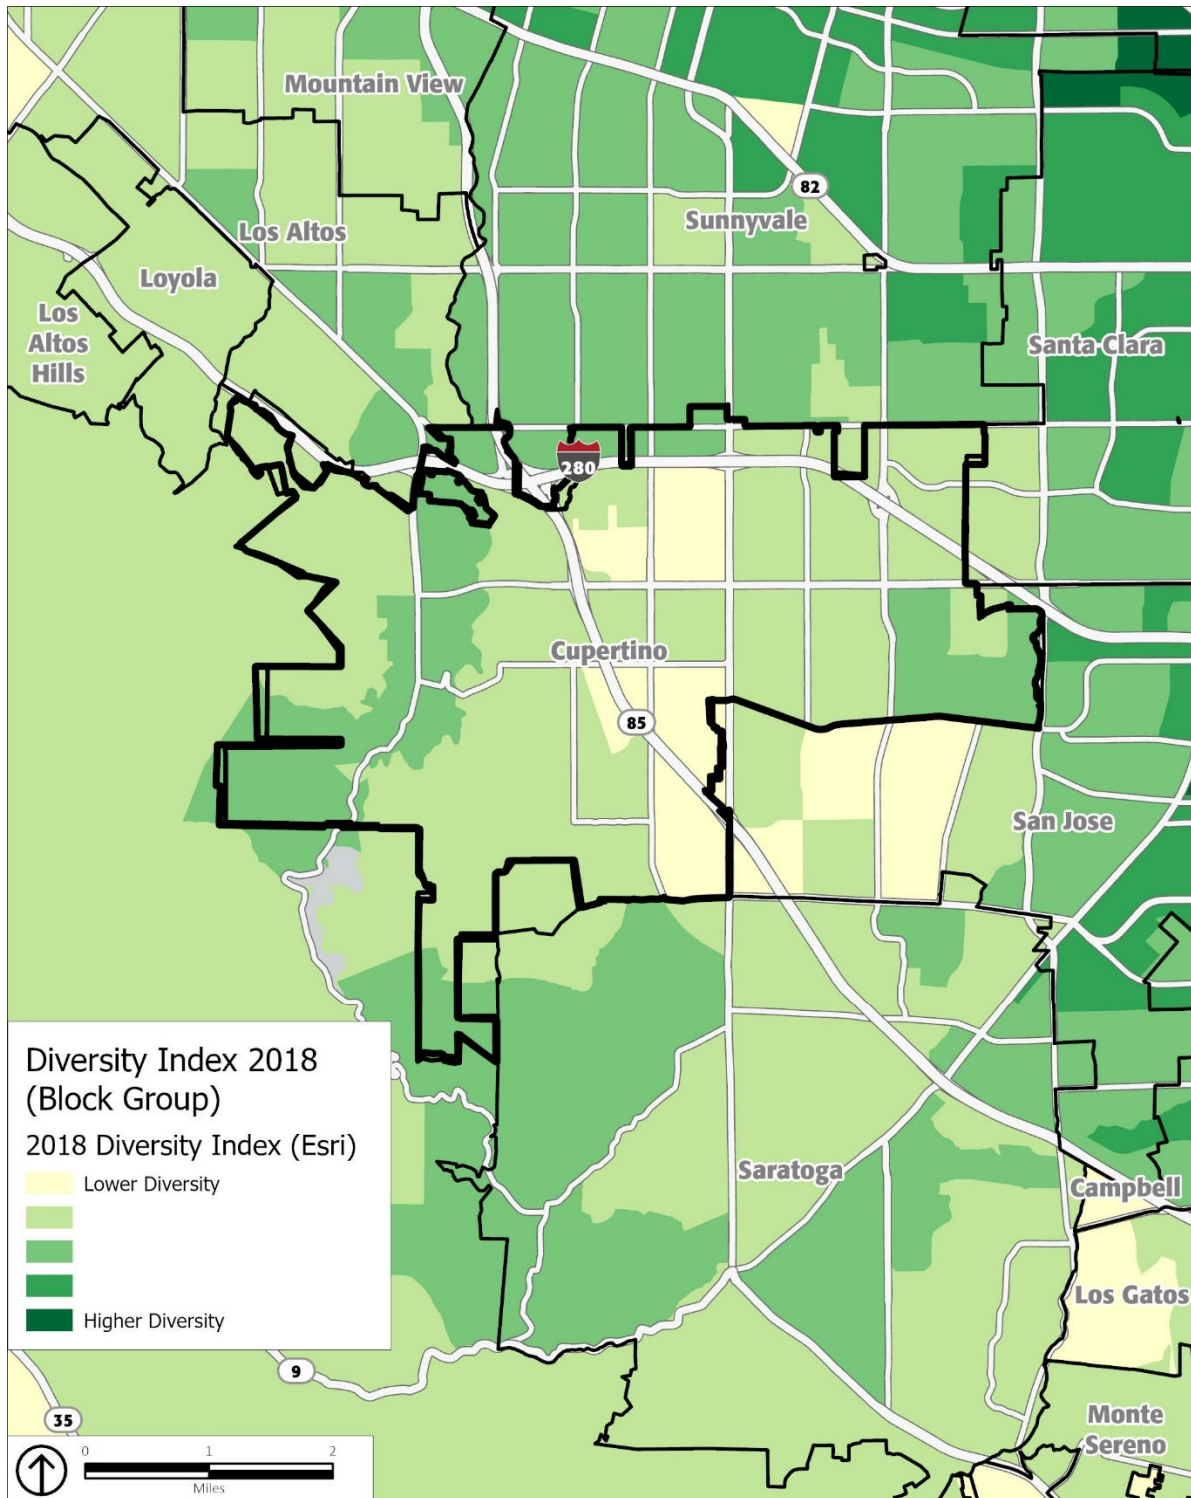 Mountain View
82
Sunnyvale
Los Altos
Loyola
Los
Altos
Hills
Santa Clara
280
Cupertino
85
San Jose
Diversity Index 2018
(Block Group)
2018 Diversity Index (Esri)
Lower Diversity
Higher Diversity
Saratoga
Campbell
Los Gatos
9
35
Monte
Sereno
0 1 2
Miles